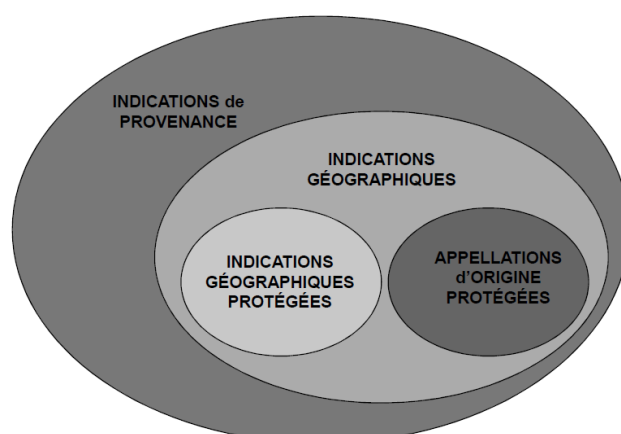 INDICATIONS de
PROVENANCE
INDICATIONS
GÉOGRAPHIQUES
INDICATIONS
GÉOGRAPHIQUES
PROTÉGÉES
APPELLATIONS
d'ORIGINE
PROTÉGÉES